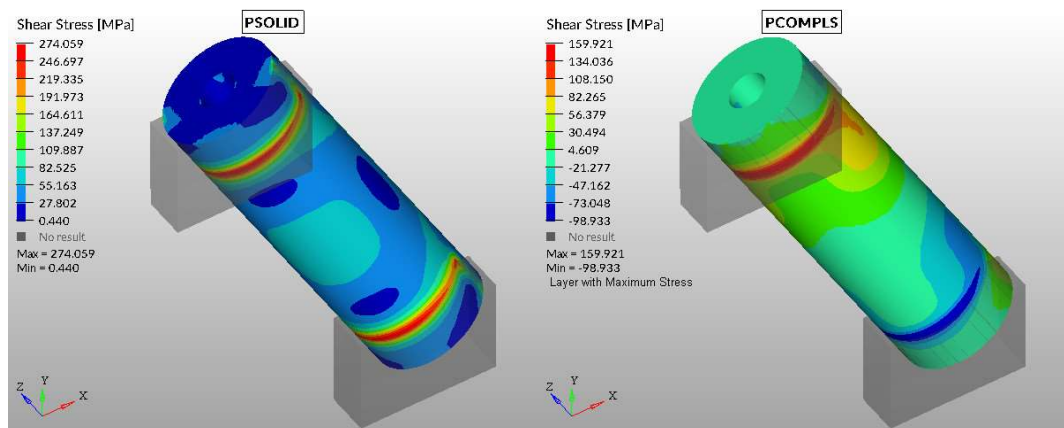 Shear Stress [MPa]
PSOLID
274.059
246.697
219.335
191.973
164.611
137.249
109.887
82.525
55.163
27.802
0.440
No result
Max = 274.059
Min = 0.440
Z
Y
X
Shear Stress [MPa]
PCOMPLS
159.921
134.036
108.150
82.265
56.379
30.494
4.609
-21.277
-47.162
-73.048
-98.933
No result
Max = 159.921
Min = -98.933
Layer with Maximum Stress
Z
Y
X